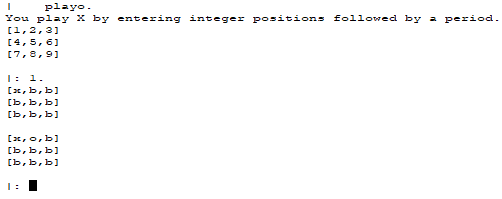 |    playo.
You play X by entering integer positions followed by a period.
[1,2,3]
[4,5,6]
[7,8,9]
|: 1.
[x,b,b]
[b,b,b]
[b,b,b]
[x,o,b]
[b,b,b]
[b,b,b]
|: